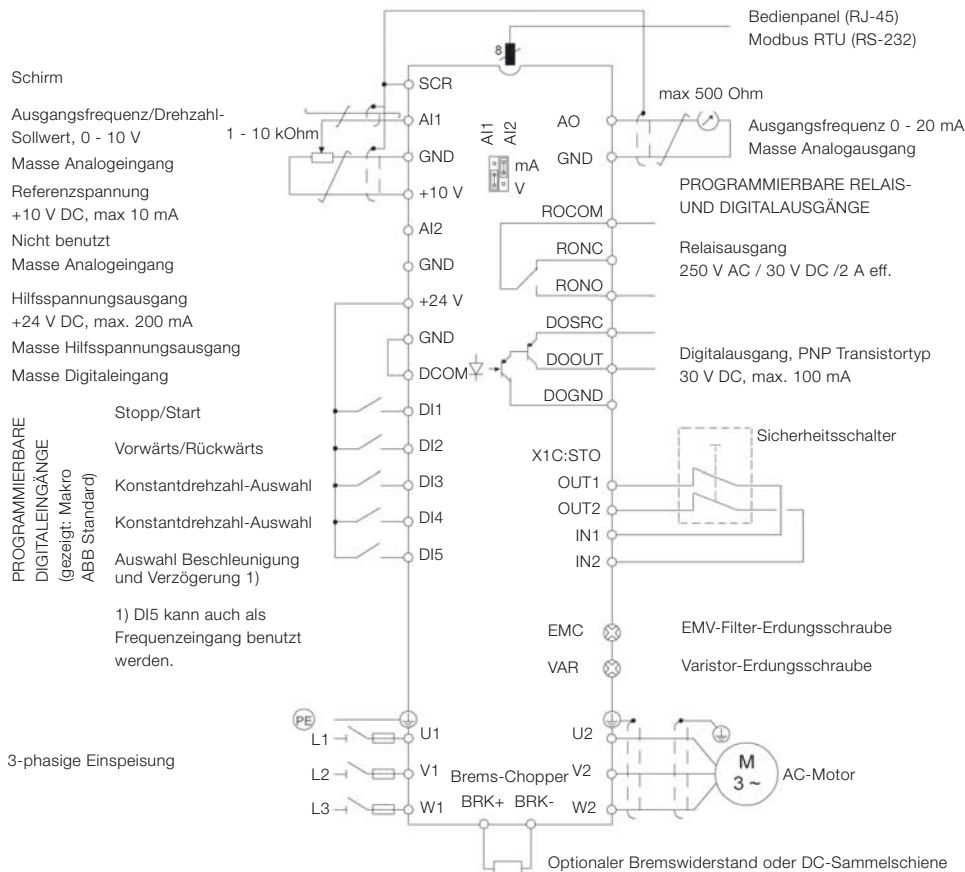 Bedienpanel (RJ-45)
Modbus RTU (RS-232)
8
Schirm
Ausgangsfrequenz/Drehzahl-
Sollwert, 0 - 10 V
1 - 10 kOhm
Masse Analogeingang
Referenzspannung
+10 V DC, max 10 mA
Nicht benutzt
Masse Analogeingang
Hilfsspannungsausgang
+24 V DC, max. 200 mA
Masse Hilfsspannungsausgang
Masse Digitaleingang
PROGRAMMIERBARE
DIGITALEINGÄNGE
(gezeigt: Makro
ABB Standard)
Stopp/Start
Vorwärts/Rückwärts
Konstantdrehzahl-Auswahl
Konstantdrehzahl-Auswahl
Auswahl Beschleunigung
und Verzögerung 1)
1) DI5 kann auch als
Frequenzeingang benutzt
werden.
SCR
AI1
GND
+10 V
AI2
GND
+24 V
GND
DCOM
DI1
DI2
DI3
DI4
DI5
AI1
AI2
mA
V
AO
GND
ROCOM
RONC
RONO
DOSRC
DOOUT
DOGND
X1C:STO
OUT1
OUT2
IN1
IN2
EMC
VAR
max 500 Ohm
Ausgangsfrequenz 0 - 20 mA
Masse Analogausgang
PROGRAMMIERBARE RELAIS-
UND DIGITALAUSGÄNGE
Relaisausgang
250 V AC / 30 V DC /2 A eff.
Digitalausgang, PNP Transistortyp
30 V DC, max. 100 mA
Sicherheitsschalter
EMV-Filter-Erdungsschraube
Varistor-Erdungsschraube
3-phasige Einspeisung
PE
L1
L2
L3
U1
V1
W1
Brems-Chopper
BRK+ BRK-
U2
V2
W2
M
3 ~
AC-Motor
Optionaler Bremswiderstand oder DC-Sammelschiene